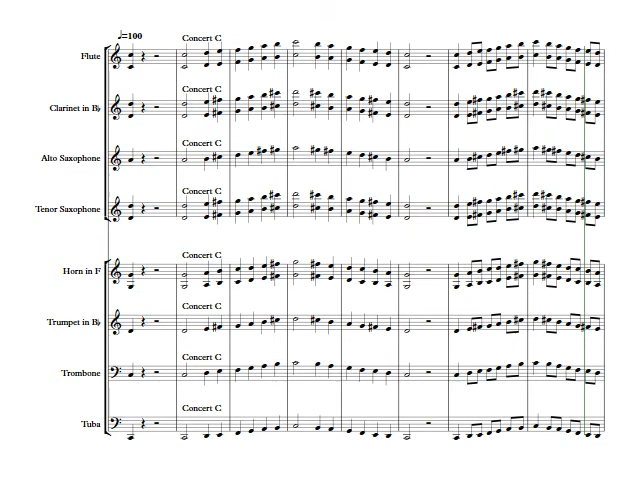 ♩=100
Concert C
Flute
Concert C
Clarinet in B♭
Concert C
Alto Saxophone
Concert C
Tenor Saxophone
Concert C
Horn in F
Concert C
Trumpet in B♭
Concert C
Trombone
Concert C
Tuba